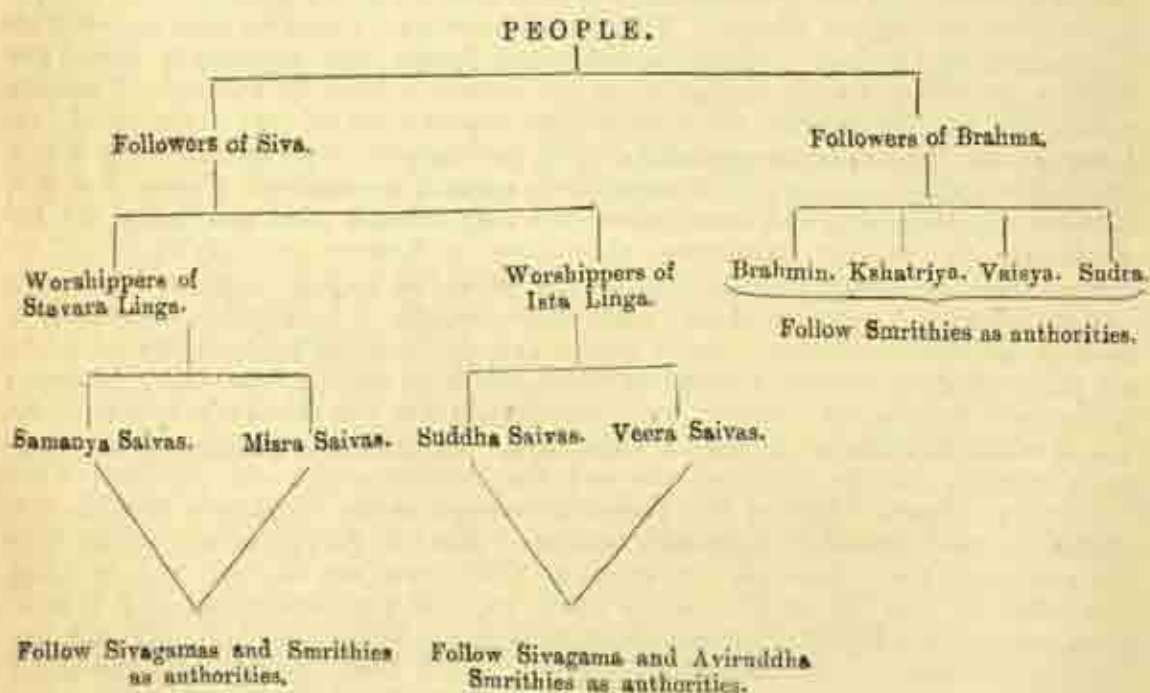 PEOPLE.
Followers of Siva.
Followers of Brahma.
Worshippers of
Stavara Linga.
Worshippers of
Ista Linga.
Brahmin. Kshatriya. Vaisya. Sudra.
Follow Smrithies as authorities.
Samanya Saivas. Misra Saivas. Suddha Saivas. Veera Saivas.
Follow Sivagamas and Smrithies
as authorities.
Follow Sivagama and Aviruddha
Smrithies as authorities.